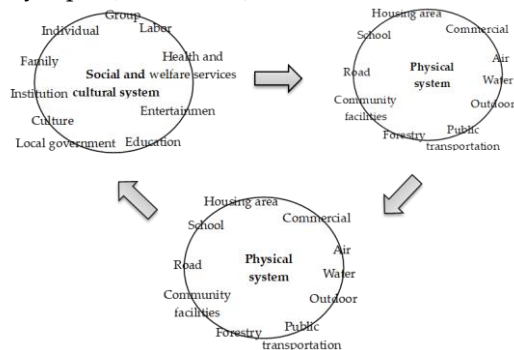 Group
Individual
Labor
Health and
welfare services
Family
Social and
cultural system
Institution
Entertainmen
Culture
Local government
Education
Housing area
Commercial
School
Air
Physical
system
Road
Water
Outdoor
Community
facilities
Forestry
Public
transportation
Housing area
Commercial
School
Air
Physical
system
Road
Water
Outdoor
Community
facilities
Forestry
Public
transportation